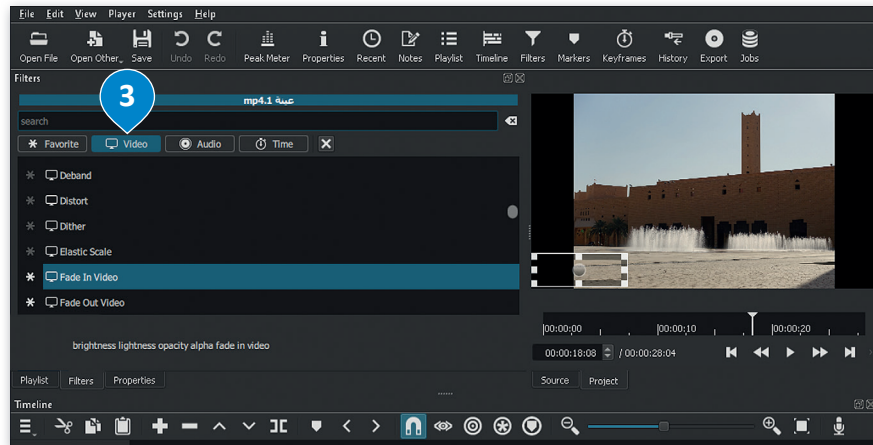 File Edit View Player Settings Help
Open File Open Other Save Undo Redo Peak Meter Properties Recent Notes Playlist Timeline Filters Markers Keyframes History Export Jobs
Filters
عينة mp4.1
3
search
Favorite Video Audio Time
Deband
Distort
Dither
Elastic Scale
Fade In Video
Fade Out Video
brightness lightness opacity alpha fade in video
00:00:00 00:00:10 00:00:20
00:00:18:08 / 00:00:28:04
Playlist Filters Properties
Source Project
Timeline